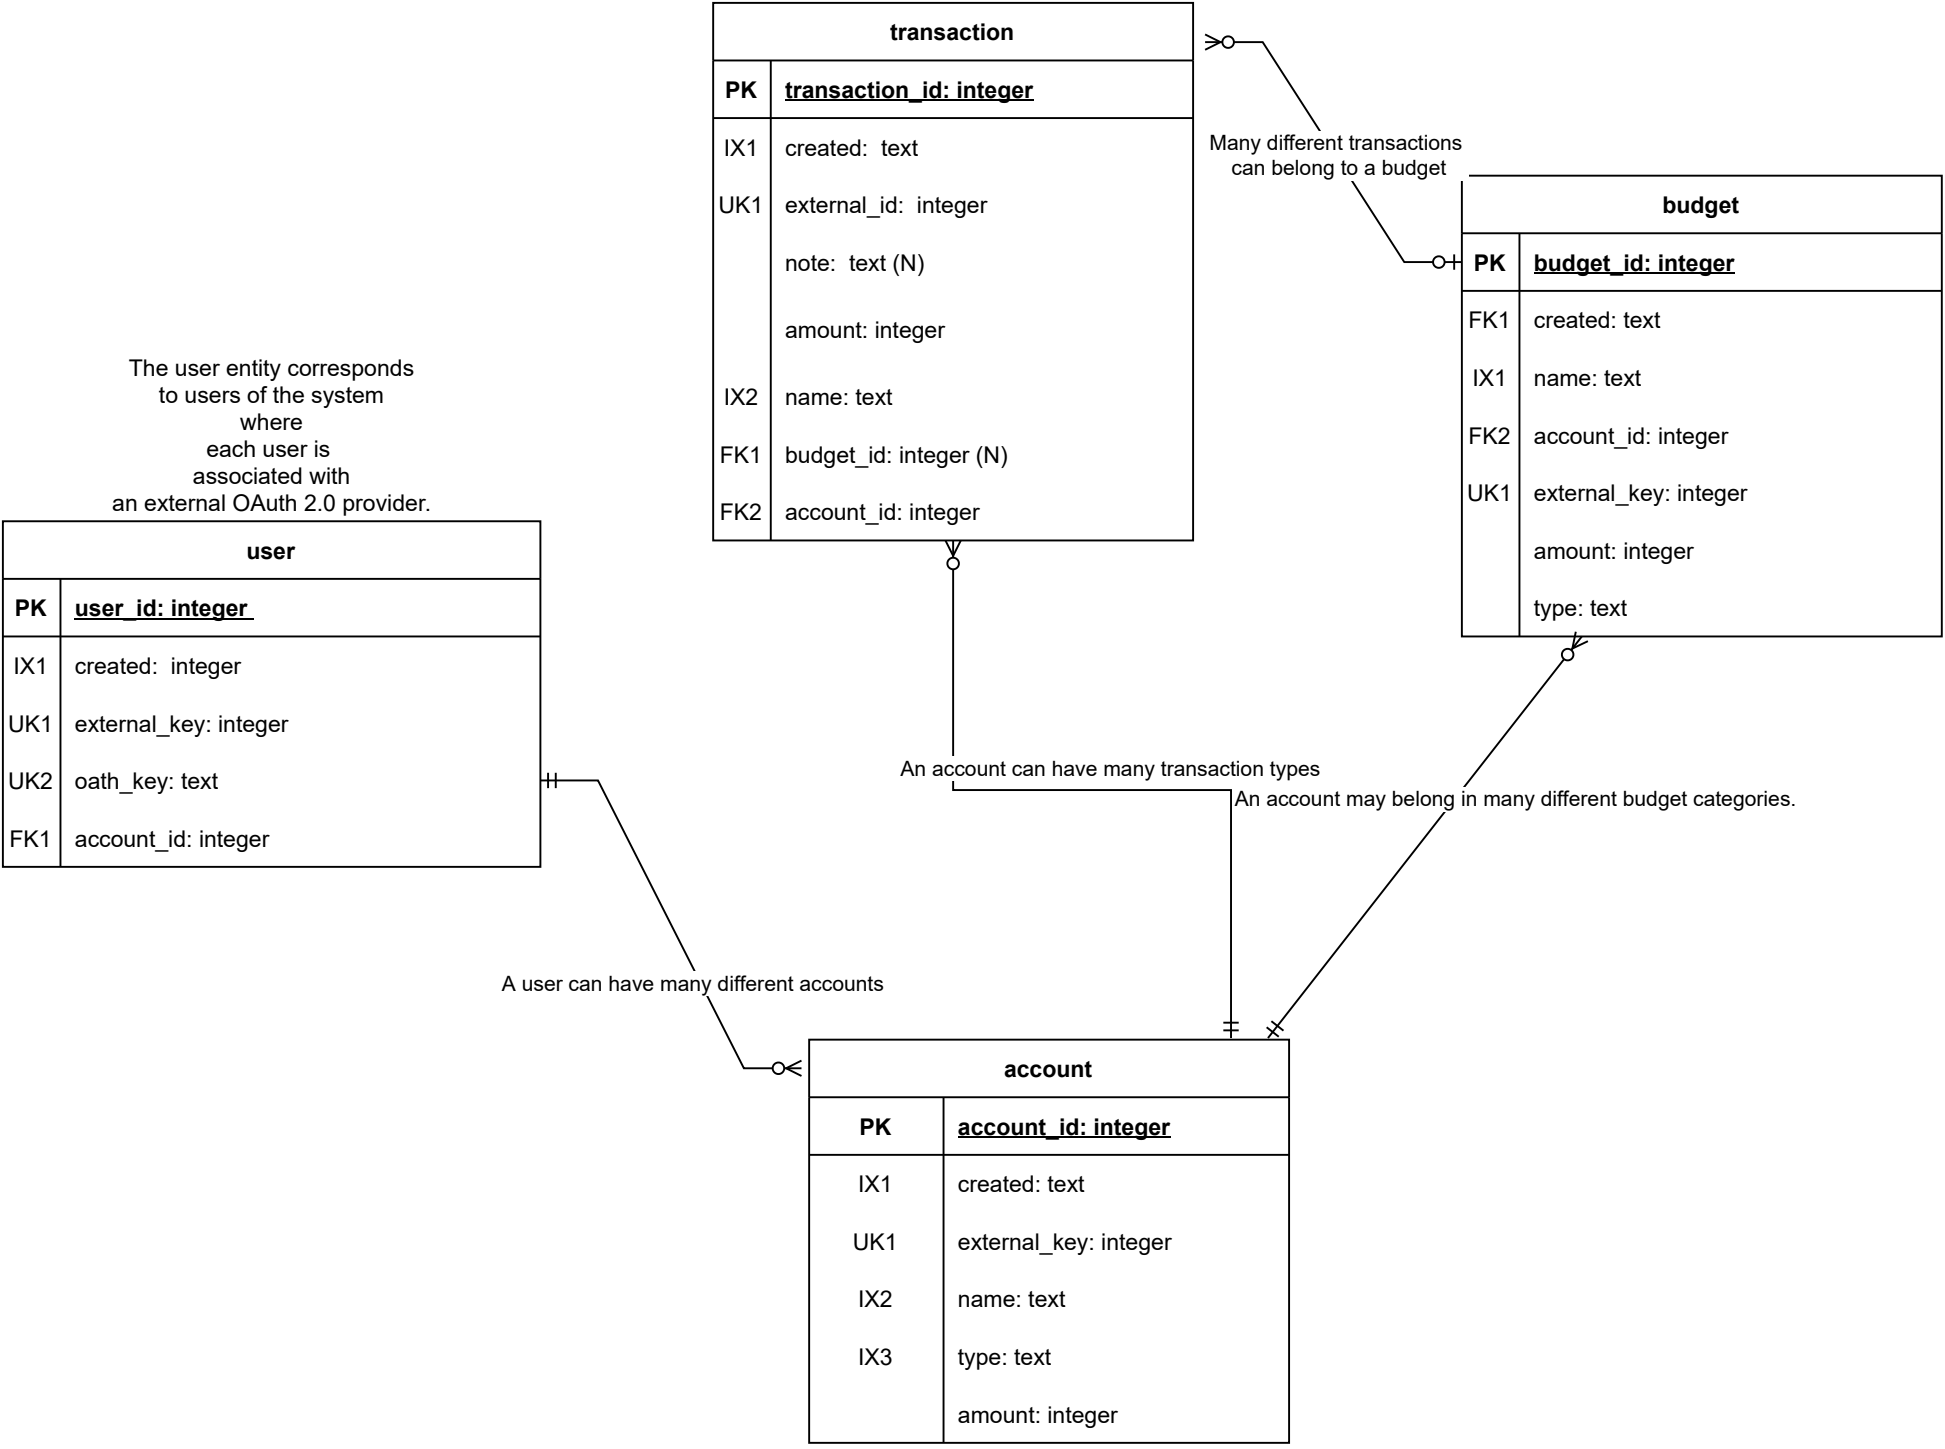 transaction
PK transaction_id: integer
IX1 created: text
UK1 external_id: integer
note: text (N)
amount: integer
IX2 name: text
FK1 budget_id: integer (N)
FK2 account_id: integer
Many different transactions
can belong to a budget
budget
PK budget_id: integer
FK1 created: text
IX1 name: text
FK2 account_id: integer
UK1 external_key: integer
amount: integer
type: text
The user entity corresponds
to users of the system
where
each user is
associated with
an external OAuth 2.0 provider.
user
PK user_id: integer
IX1 created: integer
UK1 external_key: integer
UK2 oath_key: text
FK1 account_id: integer
An account can have many transaction types
An account may belong in many different budget categories.
A user can have many different accounts
account
PK account_id: integer
IX1 created: text
UK1 external_key: integer
IX2 name: text
IX3 type: text
amount: integer